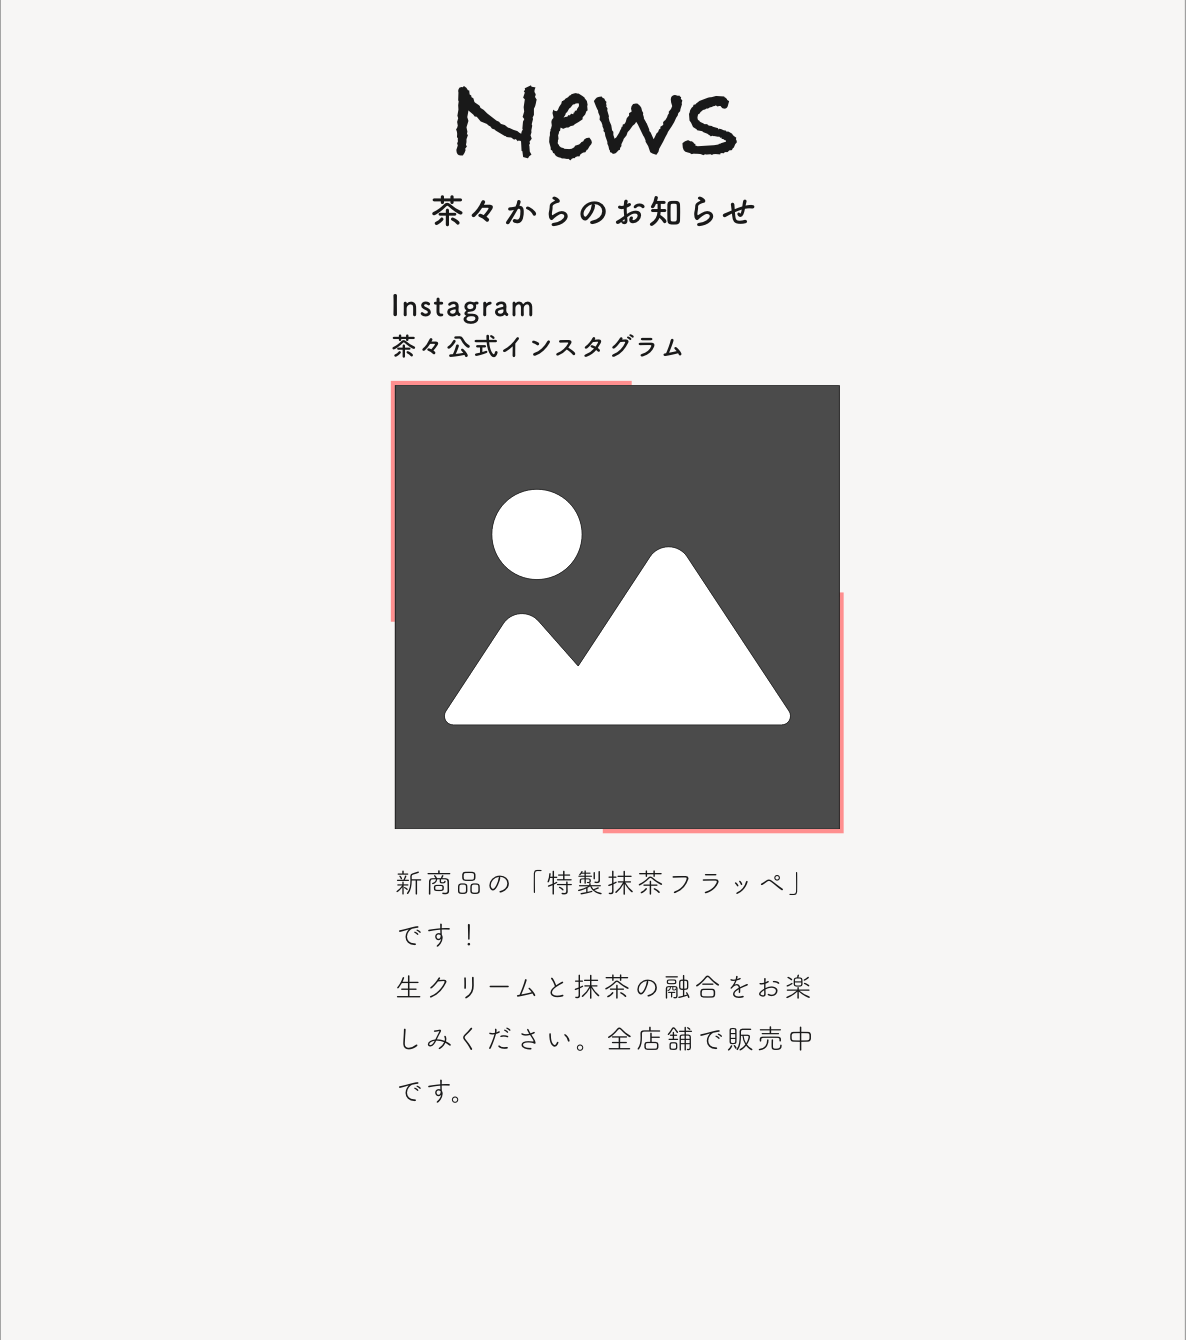 News
茶々からのお知らせ
Instagram
茶々公式インスタグラム
新商品の「特製抹茶フラッペ」
です！
生クリームと抹茶の融合をお楽
しみください。全店舗で販売中
です。